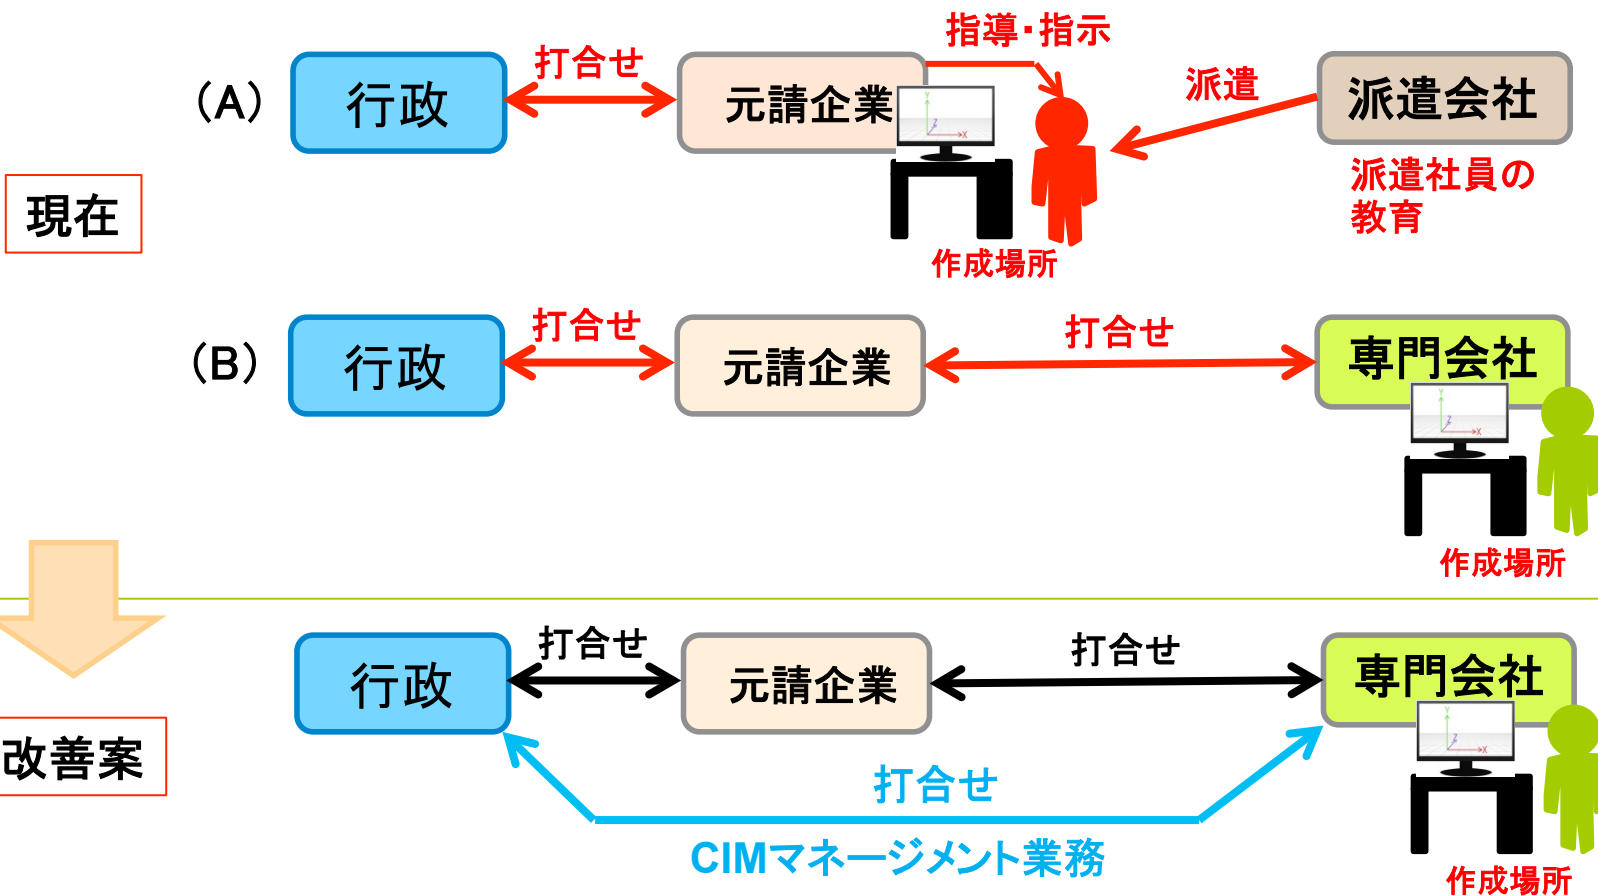 指導・指示
打合せ
派遣
(A)
行政
元請企業
Y
Z
X
派遣会社
派遣社員の
教育
現在
作成場所
打合せ
打合せ
(B)
行政
元請企業
専門会社
Y
Z
X
作成場所
打合せ
打合せ
行政
元請企業
専門会社
Y
Z
X
改善案
打合せ
CIMマネージメント業務
作成場所